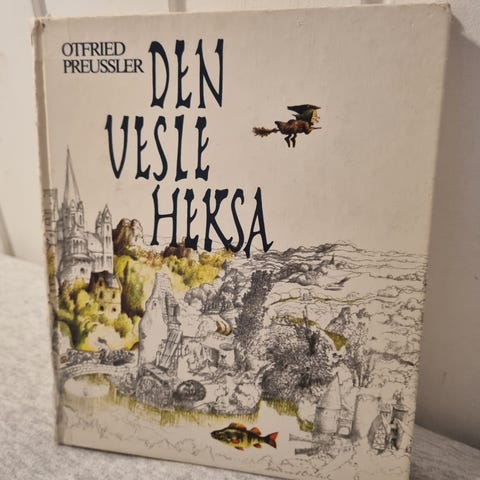 OTFRIED
PREUSSLER
DEN
VESLE
HEKSA